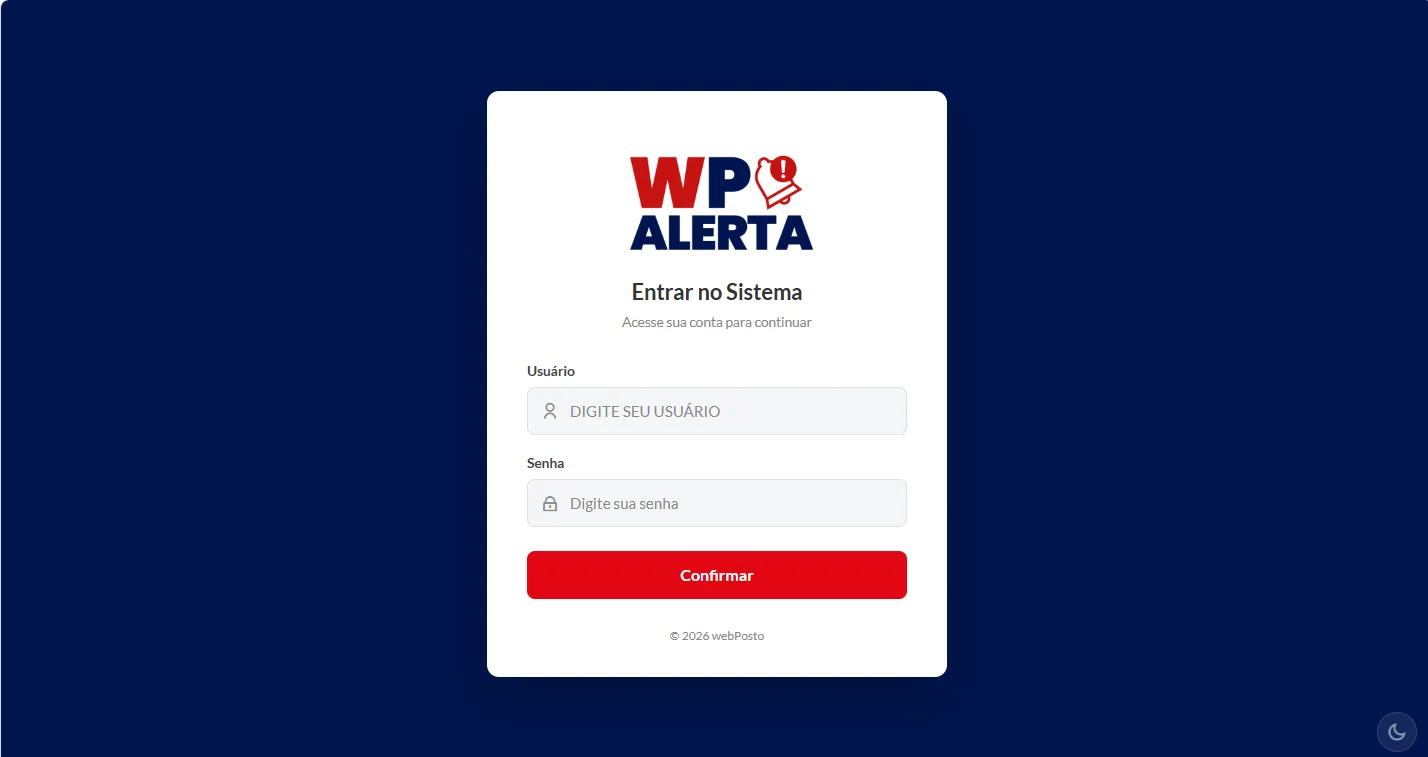 WP
ALERTA
Entrar no Sistema
Acesse sua conta para continuar
Usuário
DIGITE SEU USUÁRIO
Senha
Digite sua senha
Confirmar
© 2026 webPosto